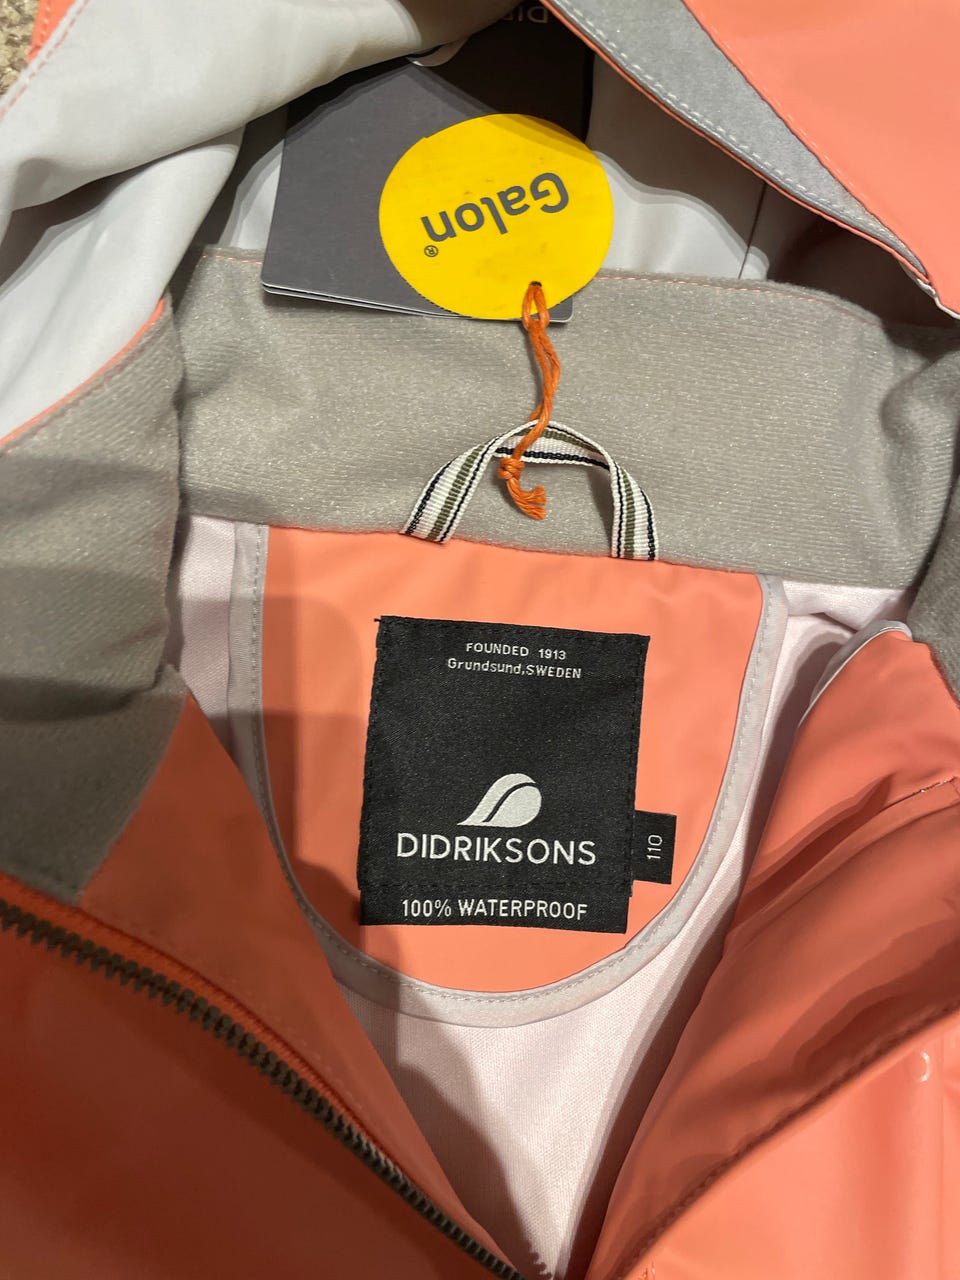 Galon®
FOUNDED 1913
Grundsund,SWEDEN
DIDRIKSONS
110
100% WATERPROOF